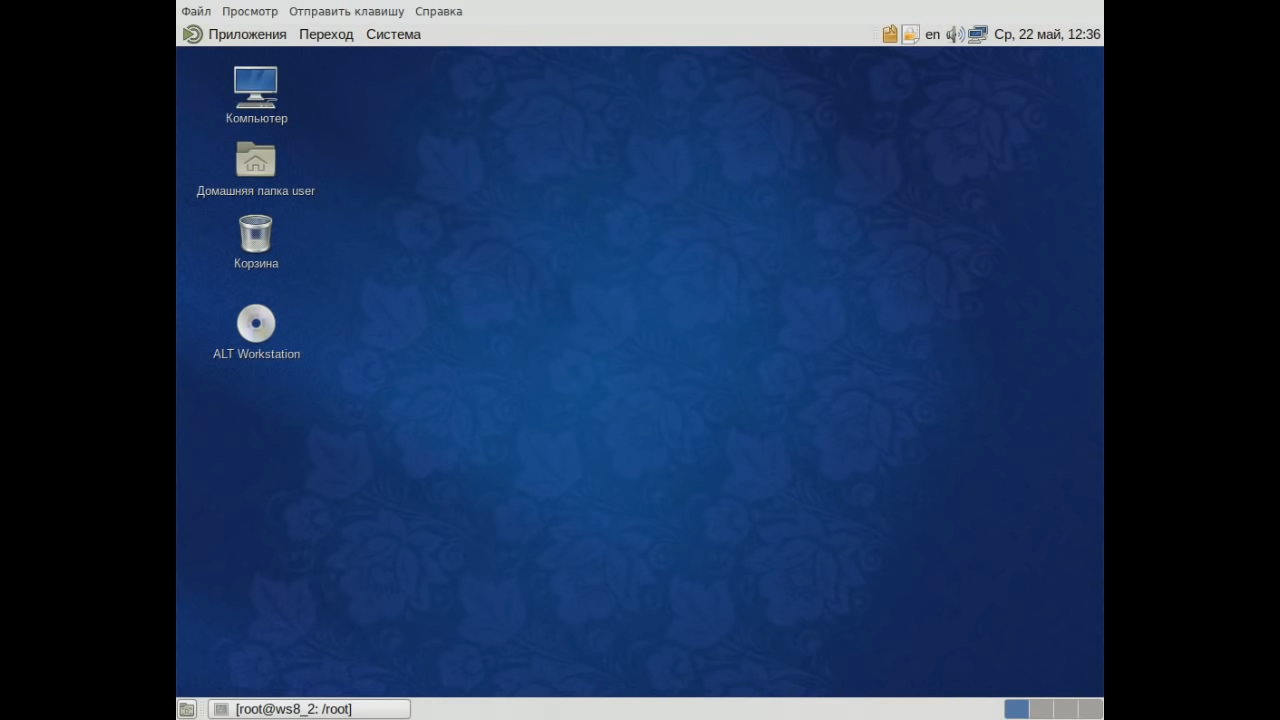 Файл Просмотр Отправить клавишу Справка
Приложения Переход Система en Ср, 22 май, 12:36
Компьютер
Домашняя папка user
Корзина
ALT Workstation
[root@ws8_2: /root]